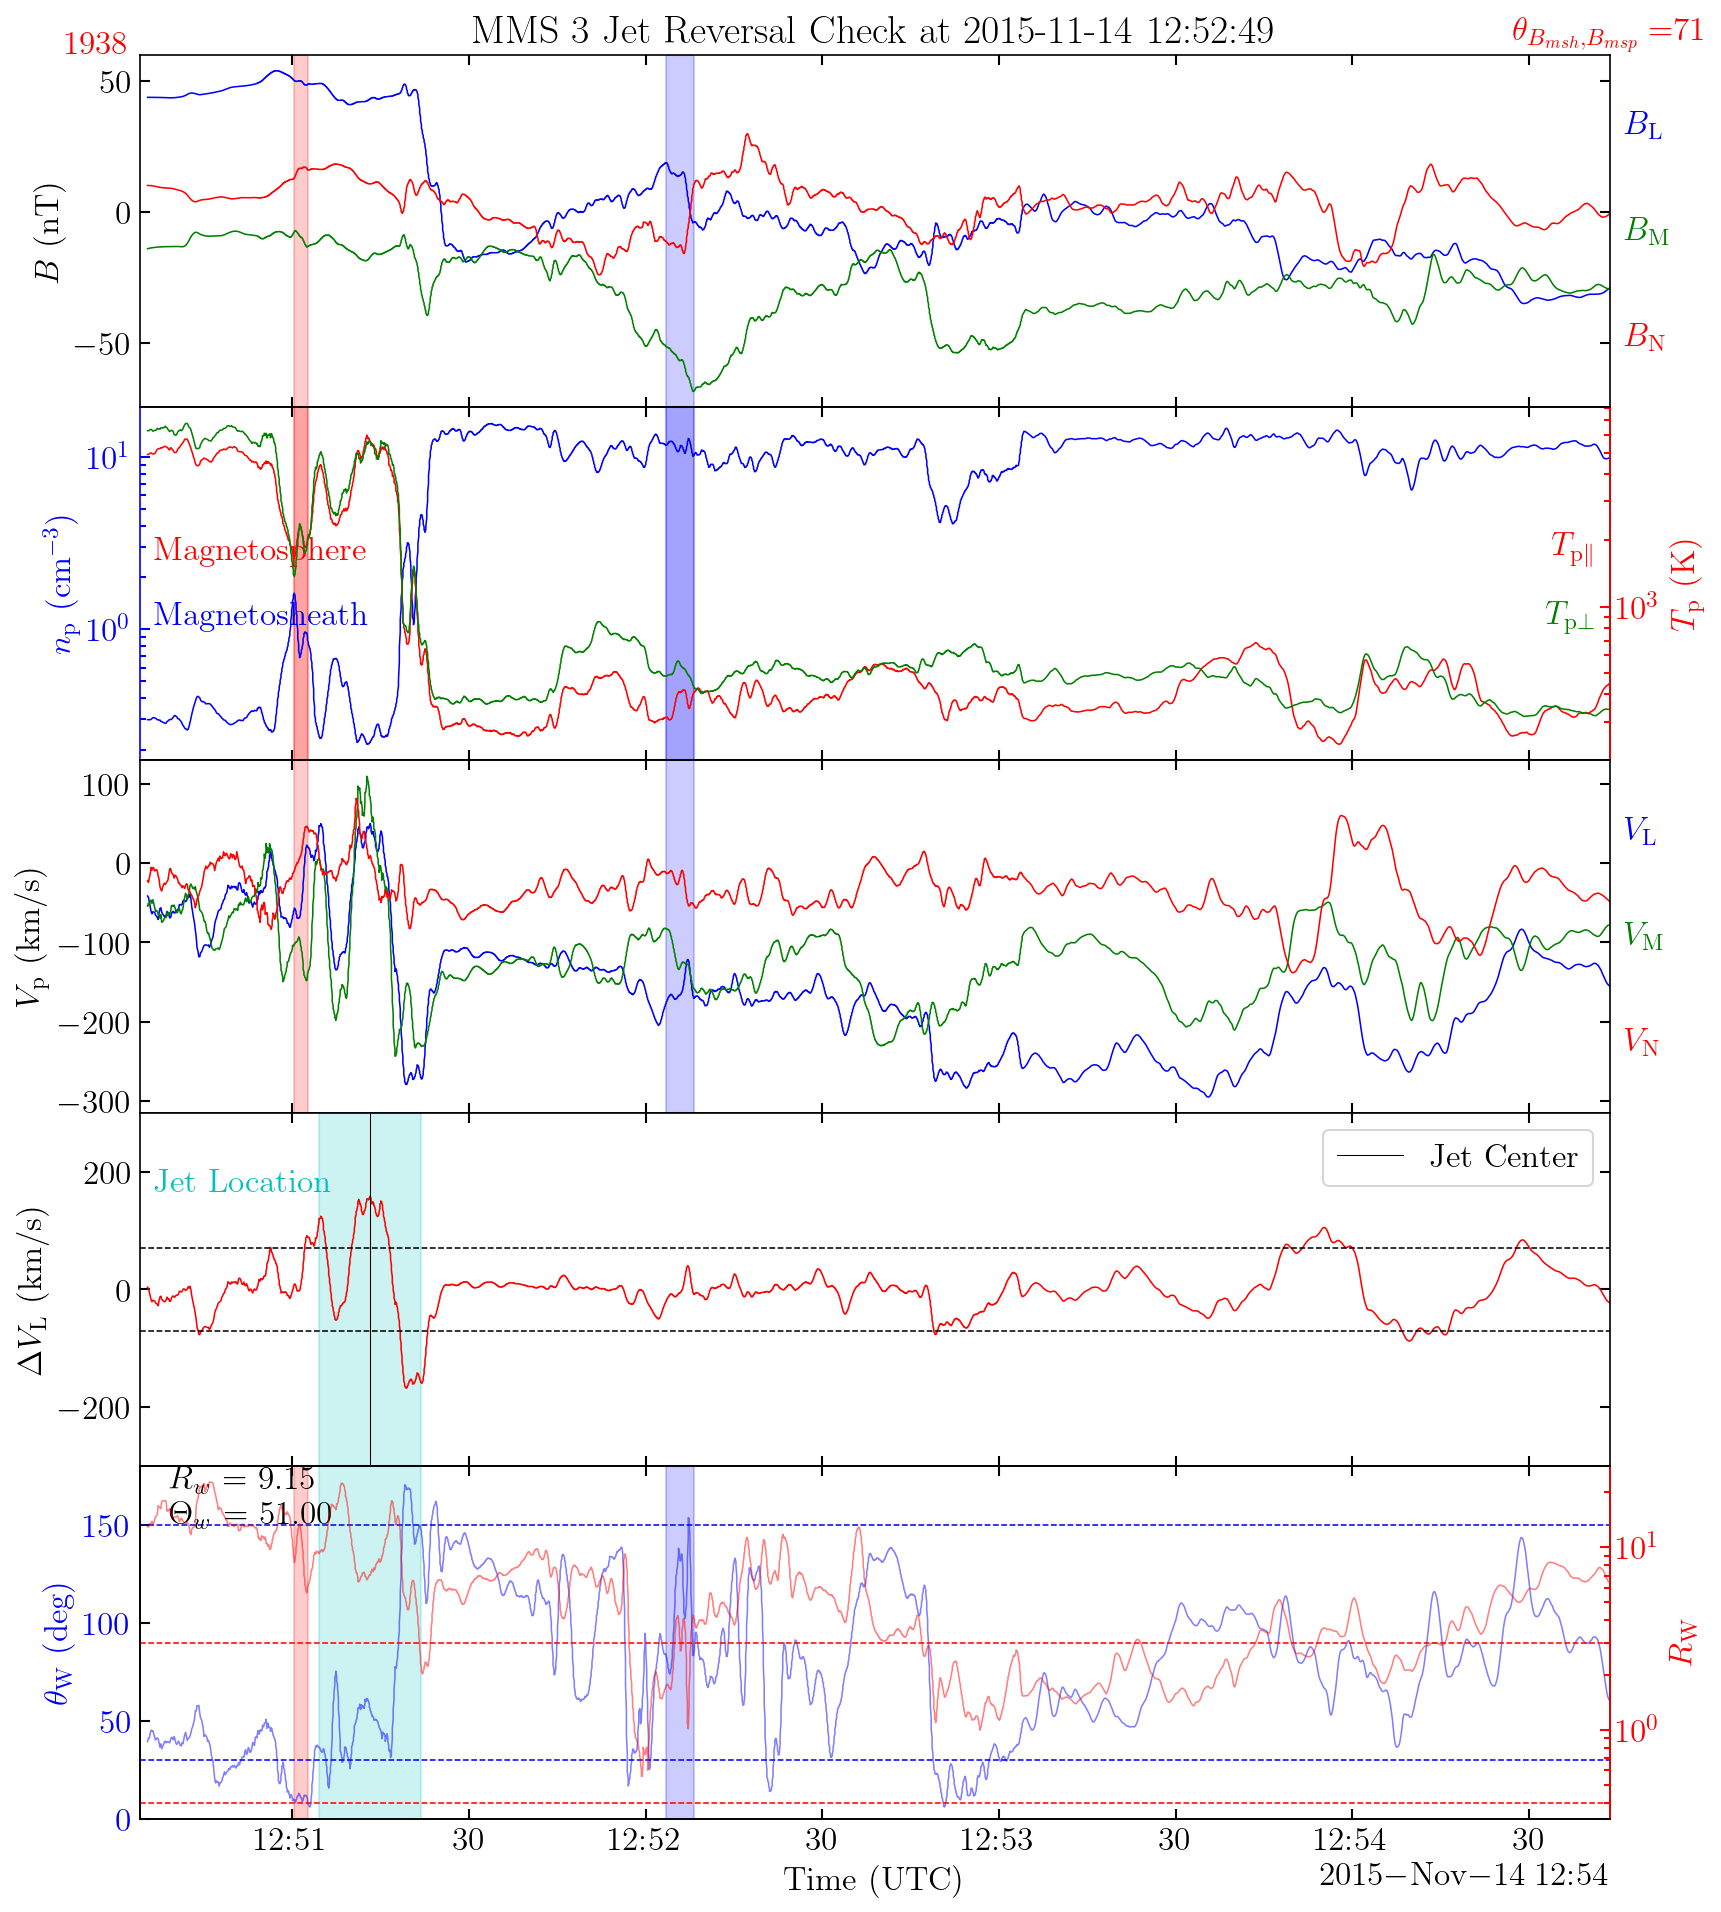 MMS 3 Jet Reversal Check at 2015-11-14 12:52:49
1938
θ_{B_{msh},B_{msp}} =71
50
0
−50
B (nT)
B_L
B_M
B_N
10^1
10^0
n_p (cm^{−3})
Magnetosphere
Magnetosheath
T_{p∥}
T_{p⊥}
10^3
T_p (K)
100
0
−100
−200
−300
V_p (km/s)
V_L
V_M
V_N
200
0
−200
ΔV_L (km/s)
Jet Location
Jet Center
R_w = 9.15
Θ_w = 51.00
150
100
50
0
θ_W (deg)
10^1
10^0
R_W
12:51
30
12:52
30
12:53
30
12:54
30
Time (UTC)
2015−Nov−14 12:54